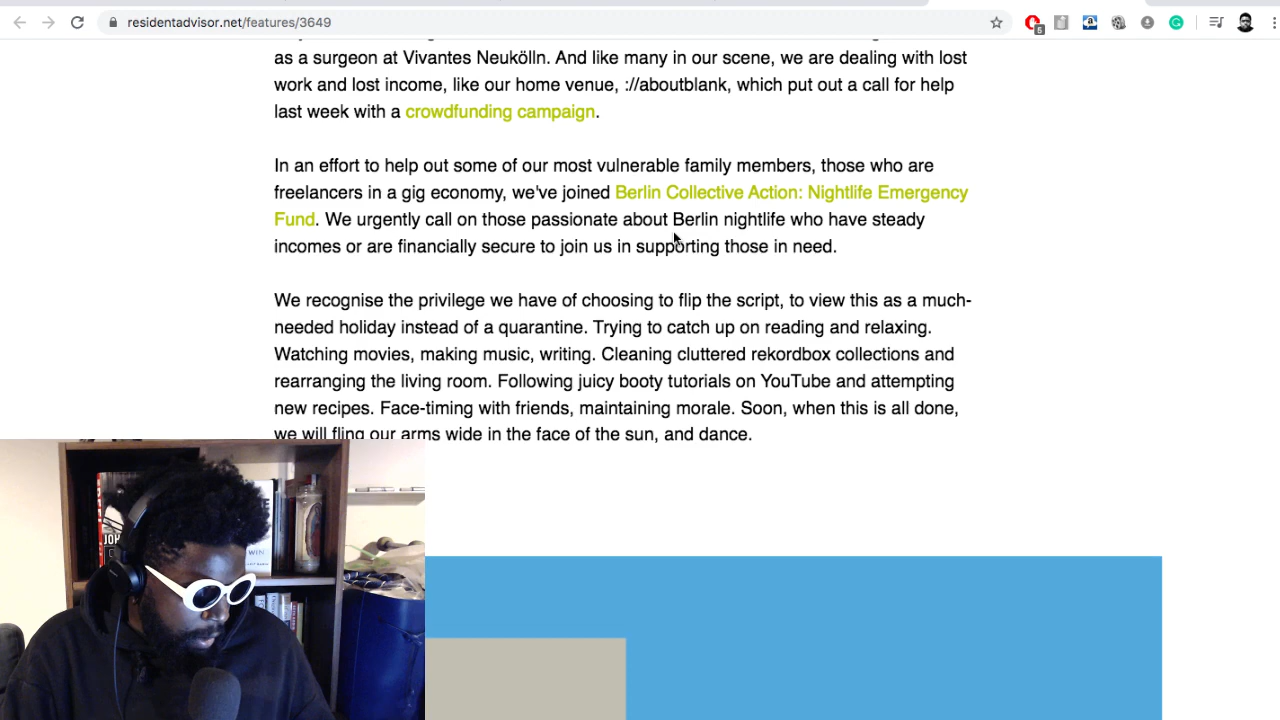 residentadvisor.net/features/3649
5
as a surgeon at Vivantes Neukölln. And like many in our scene, we are dealing with lost
work and lost income, like our home venue, ://aboutblank, which put out a call for help
last week with a crowdfunding campaign.
In an effort to help out some of our most vulnerable family members, those who are
freelancers in a gig economy, we've joined Berlin Collective Action: Nightlife Emergency
Fund. We urgently call on those passionate about Berlin nightlife who have steady
incomes or are financially secure to join us in supporting those in need.
We recognise the privilege we have of choosing to flip the script, to view this as a much-
needed holiday instead of a quarantine. Trying to catch up on reading and relaxing.
Watching movies, making music, writing. Cleaning cluttered rekordbox collections and
rearranging the living room. Following juicy booty tutorials on YouTube and attempting
new recipes. Face-timing with friends, maintaining morale. Soon, when this is all done,
we will fling our arms wide in the face of the sun, and dance.
JOH
WIN